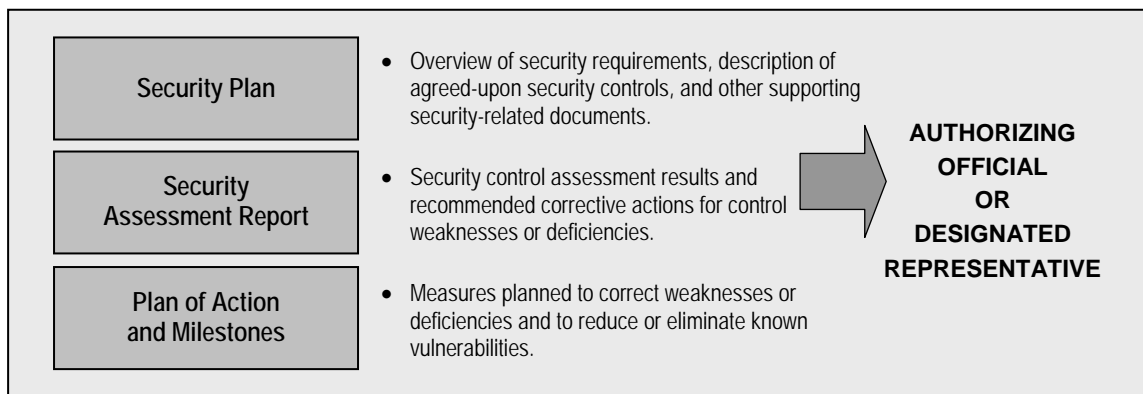 Security Plan
• Overview of security requirements, description of
agreed-upon security controls, and other supporting
security-related documents.
Security
Assessment Report
• Security control assessment results and
recommended corrective actions for control
weaknesses or deficiencies.
Plan of Action
and Milestones
• Measures planned to correct weaknesses or
deficiencies and to reduce or eliminate known
vulnerabilities.
AUTHORIZING
OFFICIAL
OR
DESIGNATED
REPRESENTATIVE